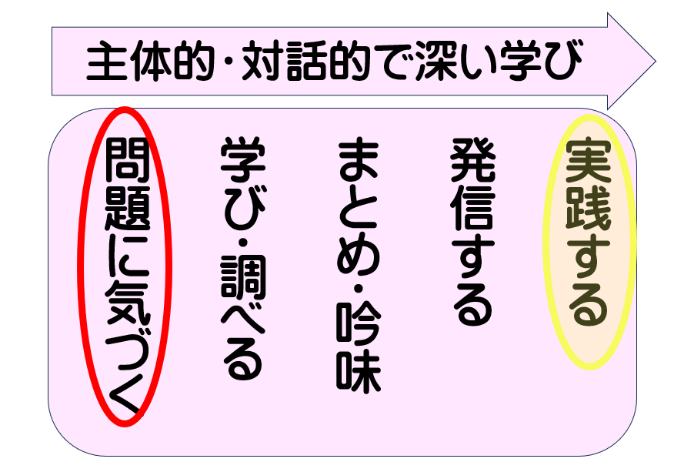 主体的・対話的で深い学び
問題に気づく
学び・調べる
まとめ・吟味
発信する
実践する